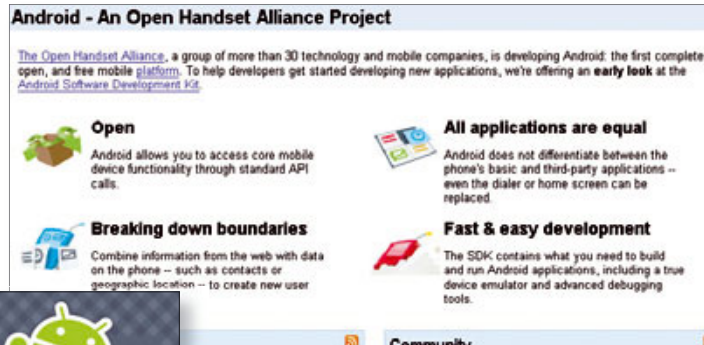 Android - An Open Handset Alliance Project
The Open Handset Alliance, a group of more than 30 technology and mobile companies, is developing Android: the first complete
open, and free mobile platform. To help developers get started developing new applications, we're offering an early look at the
Android Software Development Kit.
Open
Android allows you to access core mobile
device functionality through standard API
calls.
All applications are equal
Android does not differentiate between the
phone's basic and third-party applications --
even the dialer or home screen can be
replaced.
Breaking down boundaries
Combine information from the web with data
on the phone -- such as contacts or
geographic location -- to create new user
Fast & easy development
The SDK contains what you need to build
and run Android applications, including a true
device emulator and advanced debugging
tools.
Community